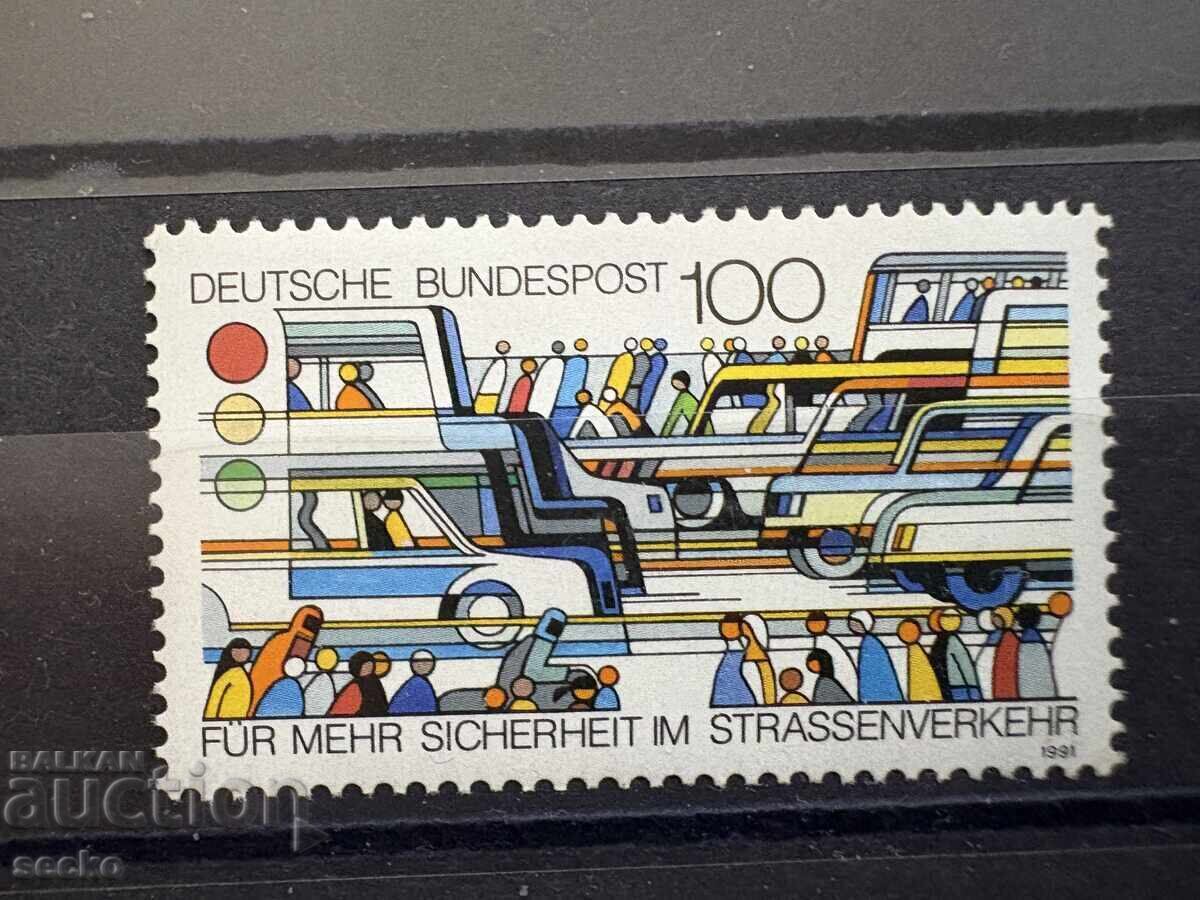 DEUTSCHE BUNDESPOST 100
FÜR MEHR SICHERHEIT IM STRASSENVERKEHR
1991
BALKAN
auction
secko